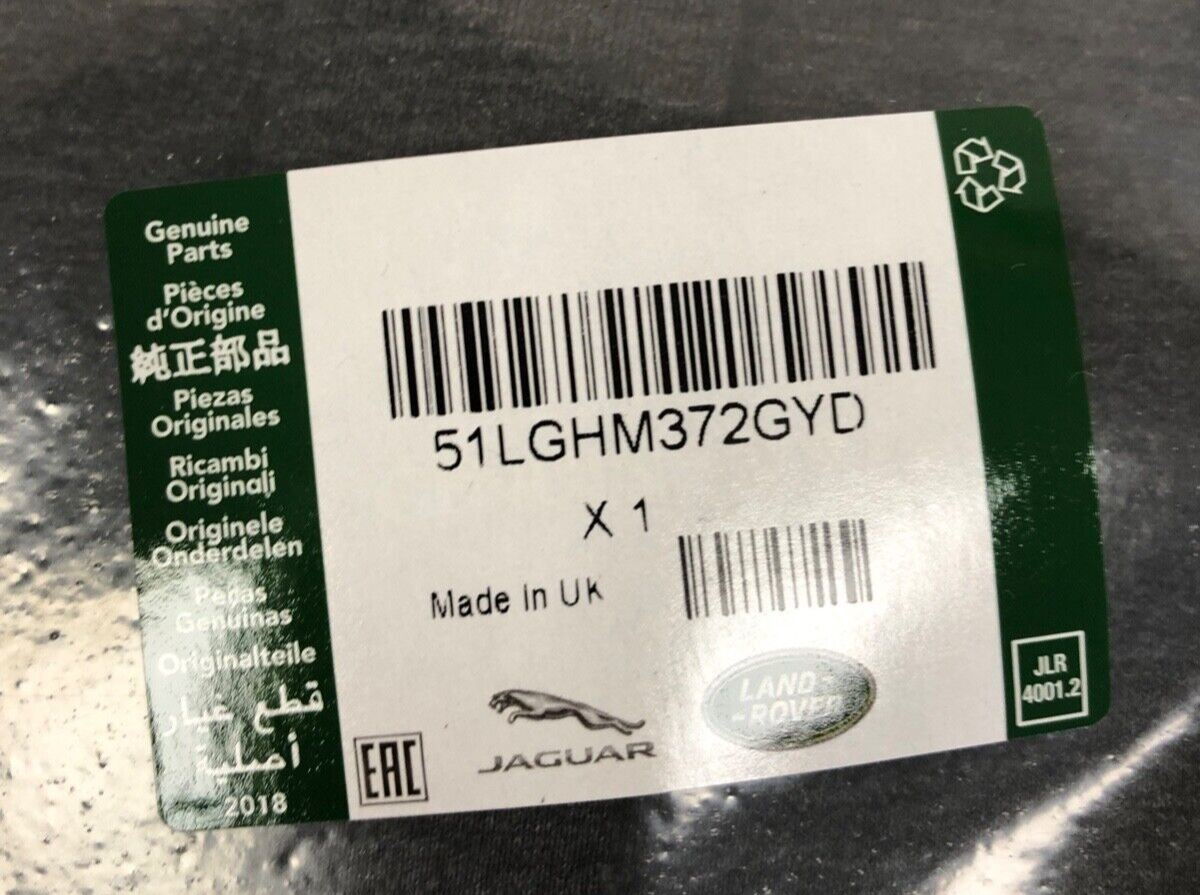 Genuine
Parts
Pièces
d'Origine
純正部品
Piezas
Originales
Ricambi
Originali
Originele
Onderdelen
Peças
Genuinas
Originalteile
قطع غيار
أصلية
2018
51LGHM372GYD
X 1
Made In UK
EAC
JAGUAR
LAND-
-ROVER
JLR
4001.2